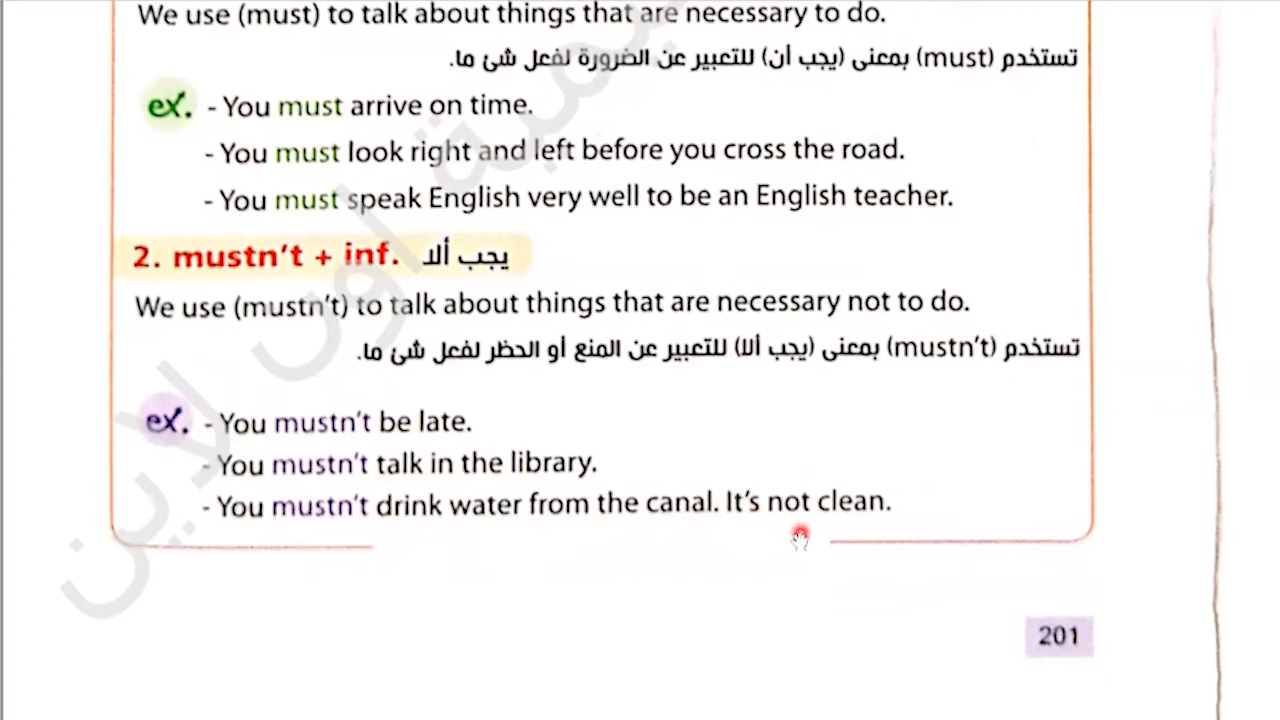 We use (must) to talk about things that are necessary to do.
تستخدم (must) بمعنى (يجب أن) للتعبير عن الضرورة لفعل شئ ما.
ex. - You must arrive on time.
- You must look right and left before you cross the road.
- You must speak English very well to be an English teacher.
2. mustn't + inf. يجب ألا
We use (mustn't) to talk about things that are necessary not to do.
تستخدم (mustn't) بمعنى (يجب ألا) للتعبير عن المنع أو الحظر لفعل شئ ما.
ex. - You mustn't be late.
- You mustn't talk in the library.
- You mustn't drink water from the canal. It's not clean.
201
اون لاين